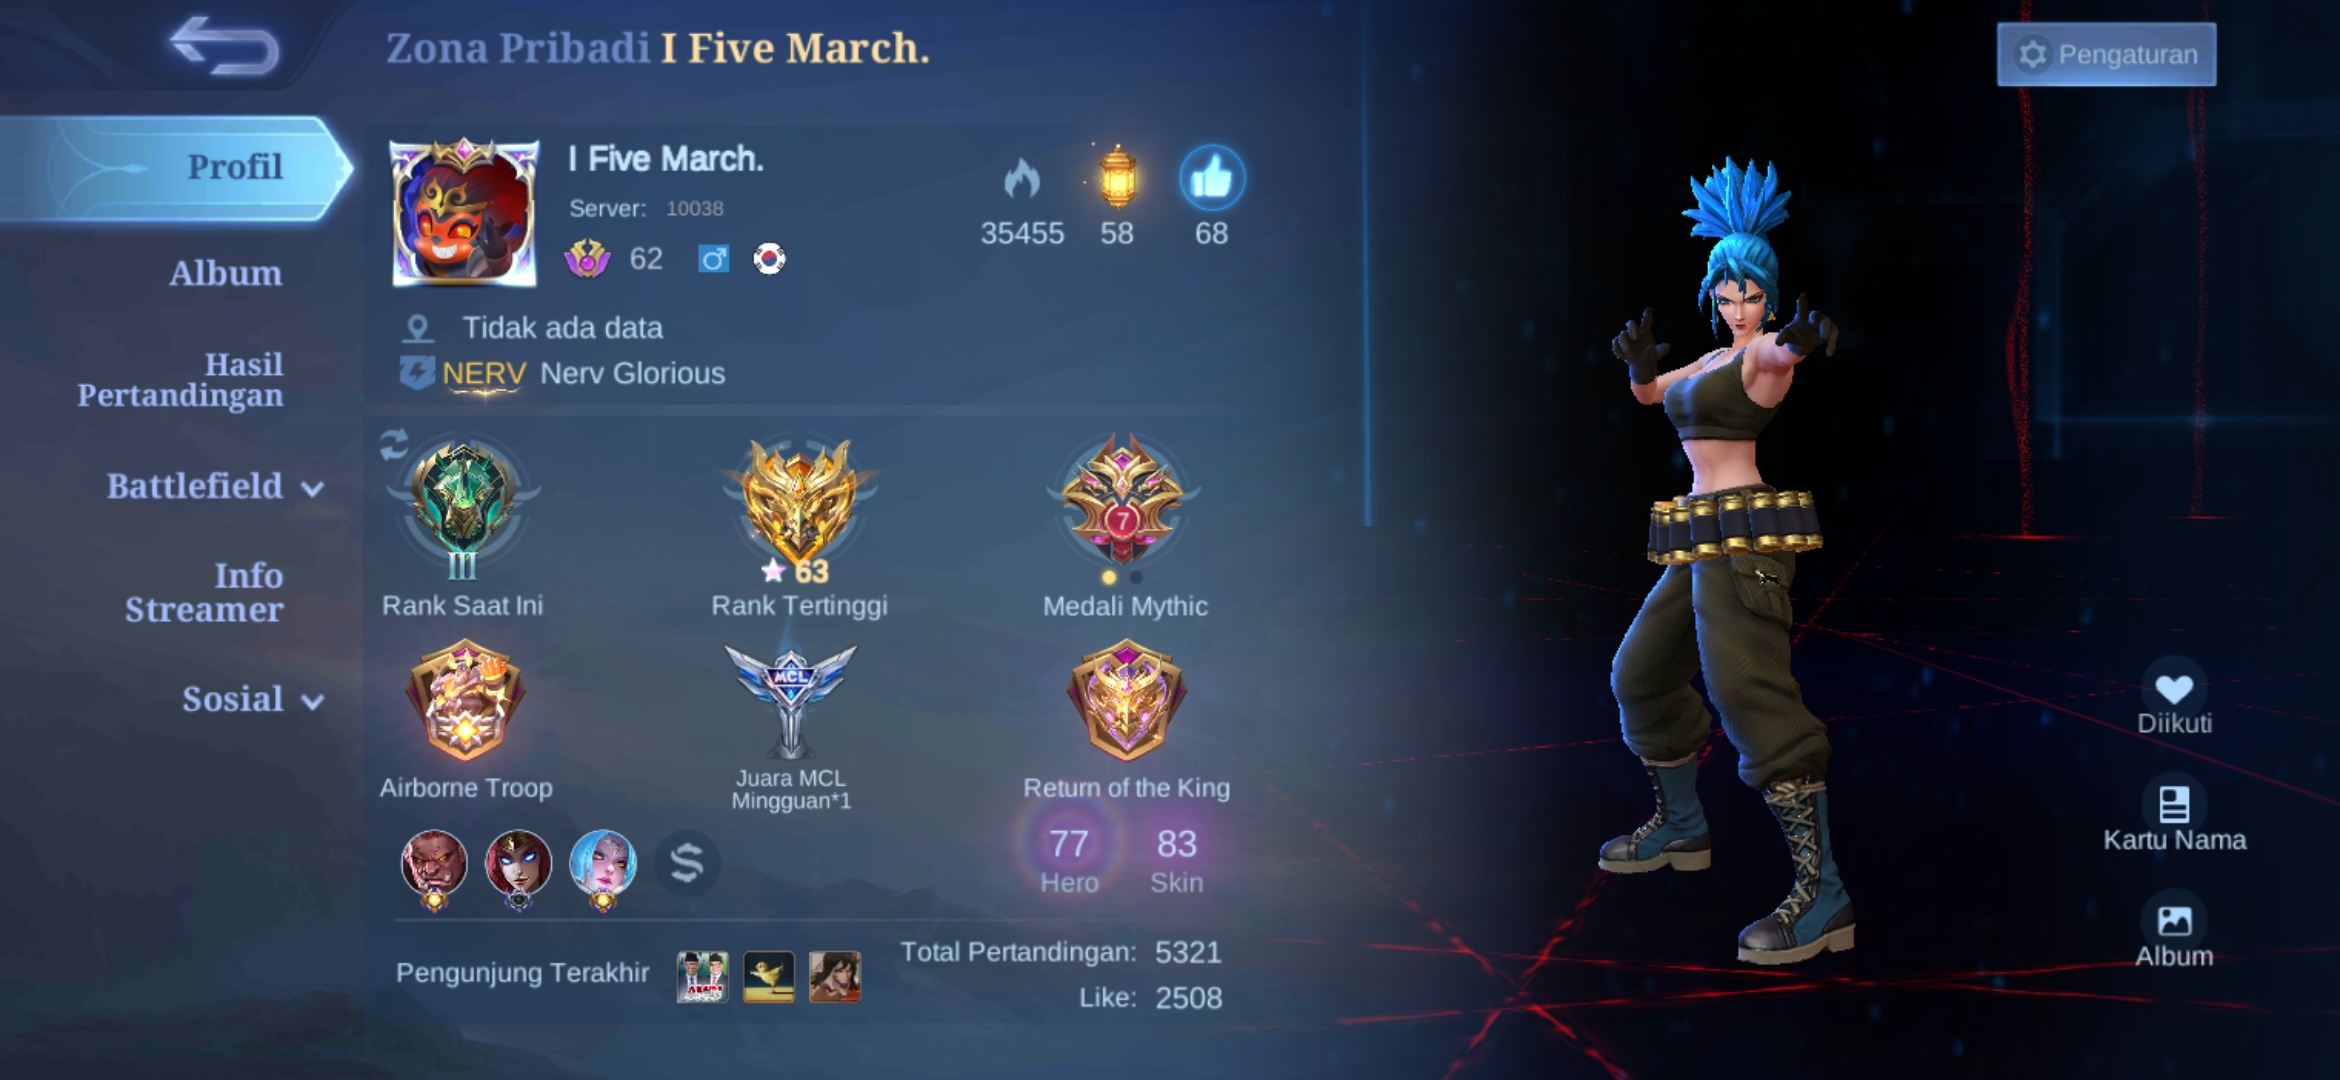 Zona Pribadi I Five March.
Pengaturan
Profil
Album
Hasil
Pertandingan
Battlefield
Info
Streamer
Sosial
I Five March.
Server: 10038
62
35455
58
68
Tidak ada data
NERV Nerv Glorious
III
Rank Saat Ini
63
Rank Tertinggi
7
Medali Mythic
Airborne Troop
MCL
Juara MCL
Mingguan*1
Return of the King
77
Hero
83
Skin
Pengunjung Terakhir
Total Pertandingan: 5321
Like: 2508
Diikuti
Kartu Nama
Album